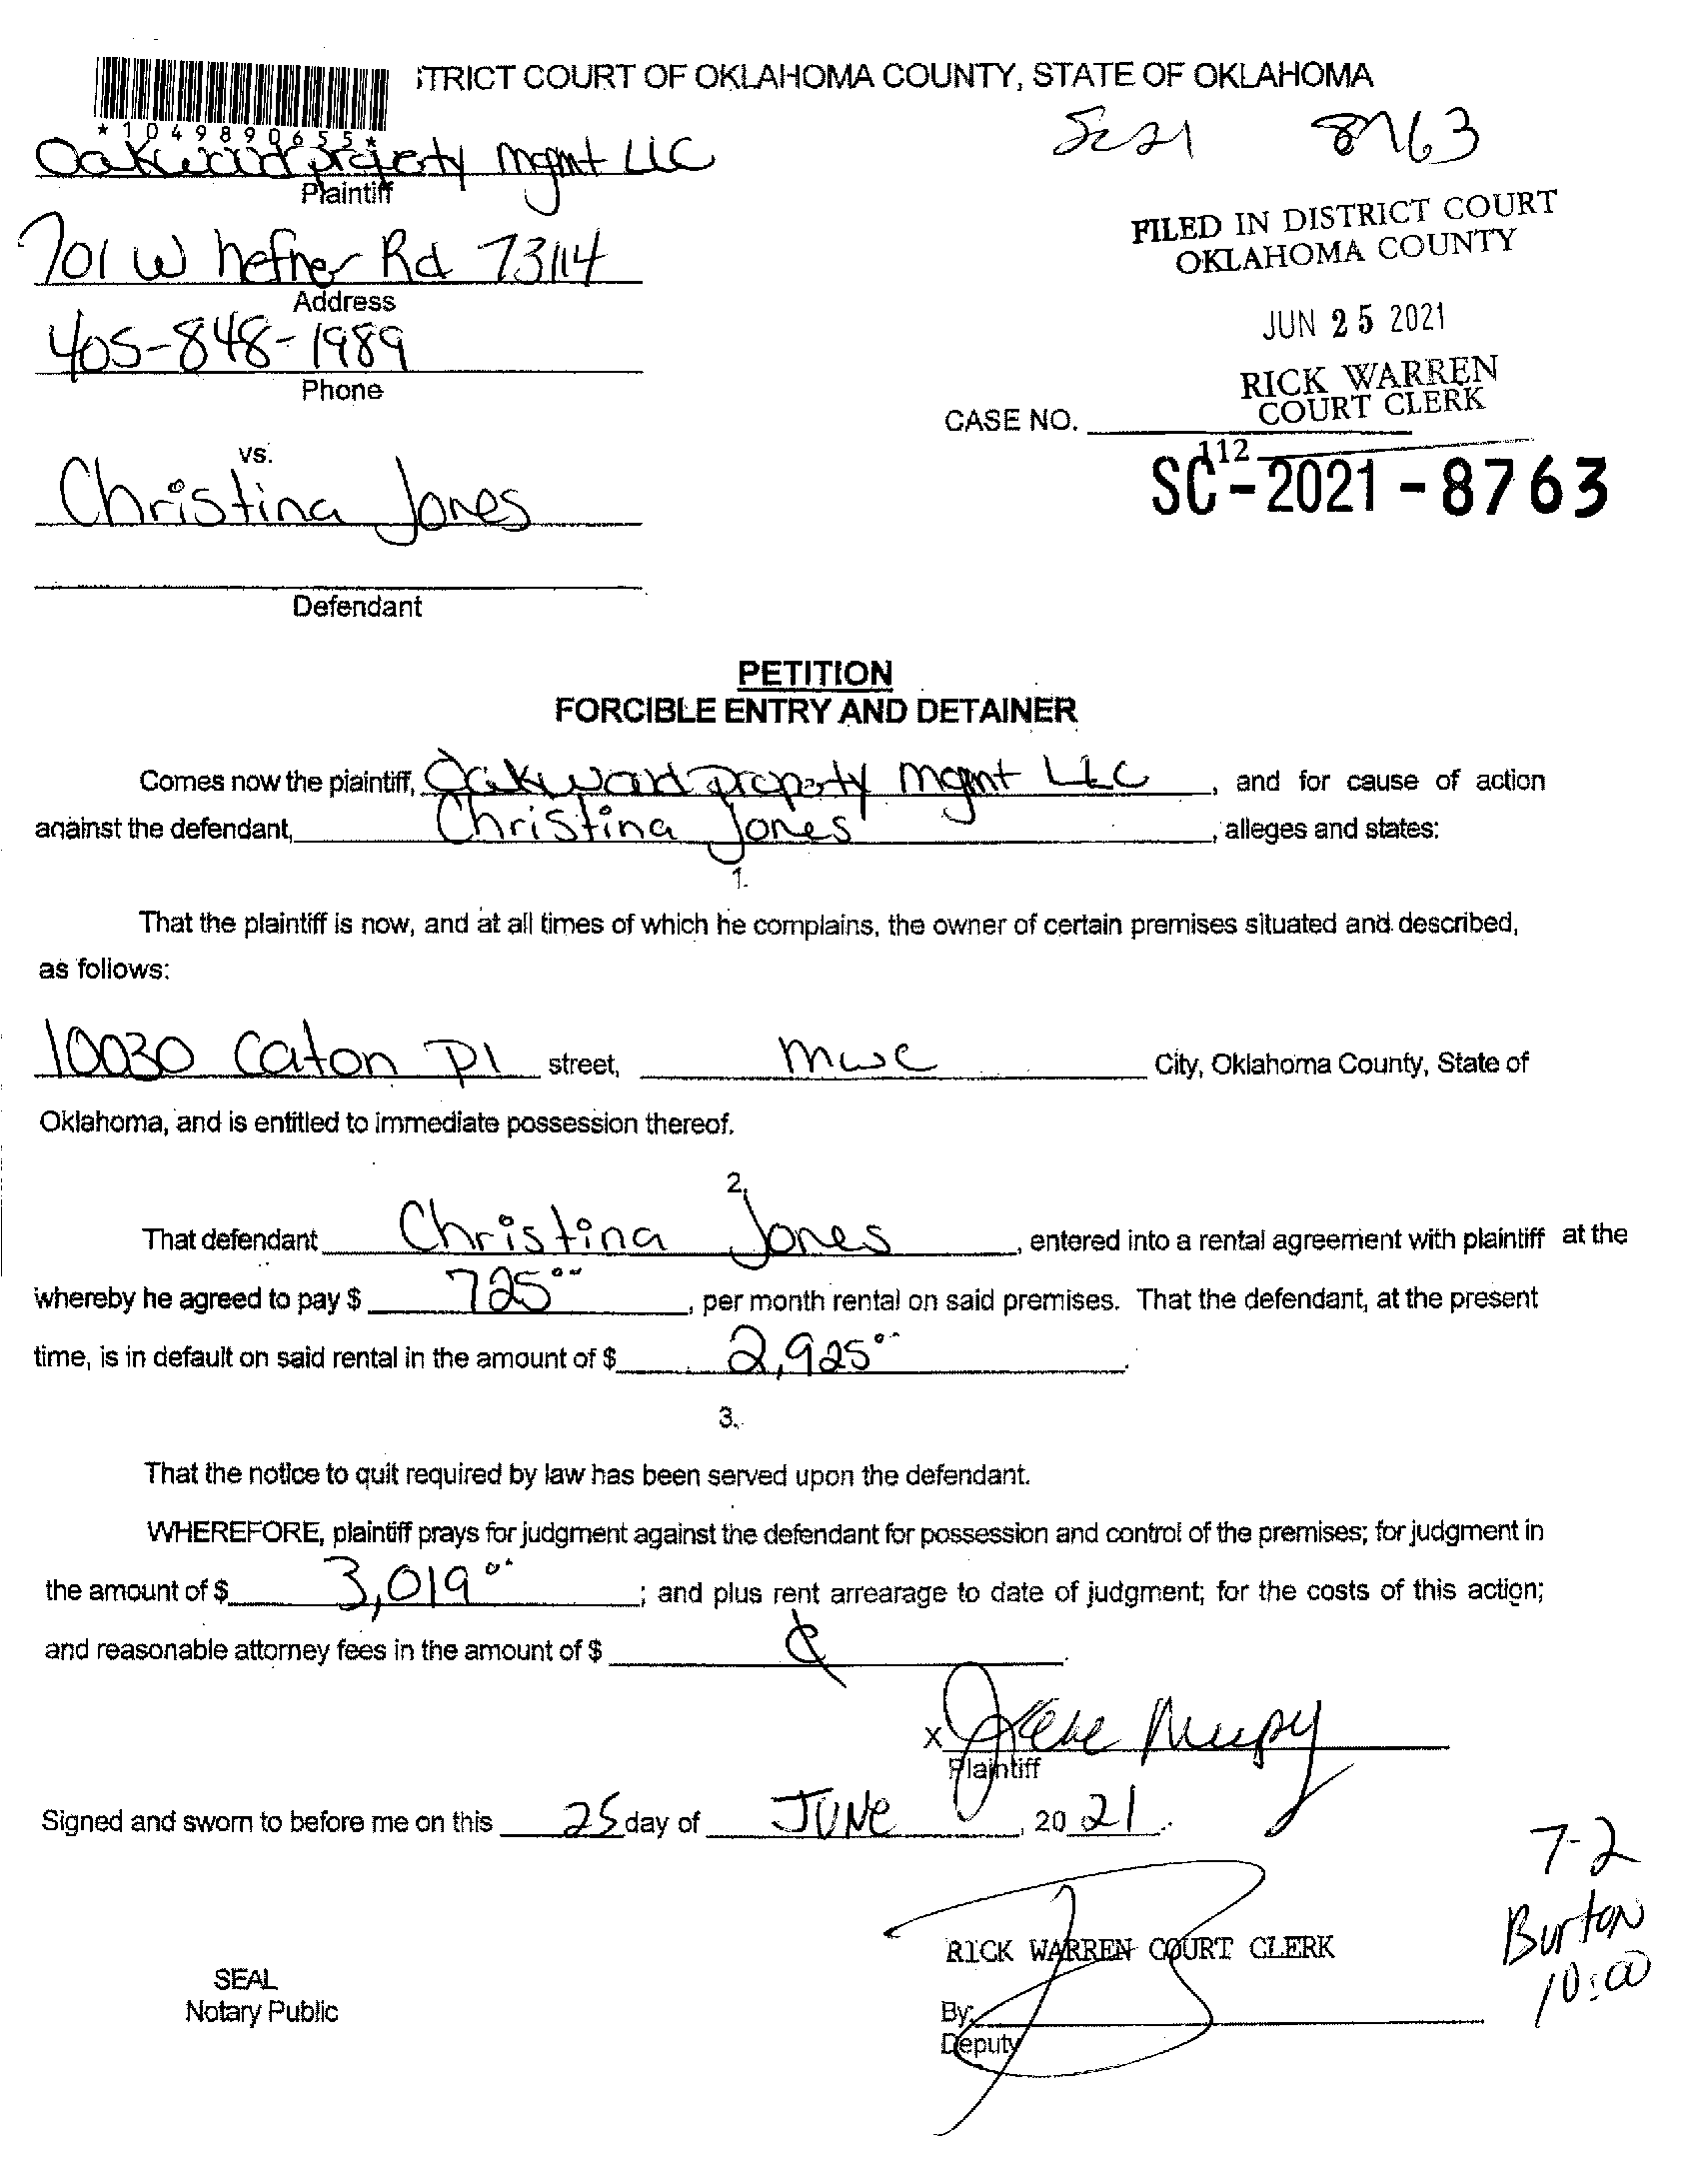 STRICT COURT OF OKLAHOMA COUNTY, STATE OF OKLAHOMA
*1049890655*
SC21 8763
Oakwood property mgmt LLC
Plaintiff
701 W hefner Rd 73114
Address
405-848-1989
Phone
FILED IN DISTRICT COURT
OKLAHOMA COUNTY
JUN 25 2021
RICK WARREN
COURT CLERK
CASE NO.
112
SC-2021-8763
vs.
Christina Jones
Defendant
PETITION
FORCIBLE ENTRY AND DETAINER
Comes now the plaintiff, Oakwood property mgmt LLC, and for cause of action
against the defendant, Christina Jones, alleges and states:
1.
That the plaintiff is now, and at all times of which he complains, the owner of certain premises situated and described,
as follows:
10030 Caton Pl street, mwc City, Oklahoma County, State of
Oklahoma, and is entitled to immediate possession thereof.
2.
That defendant Christina Jones, entered into a rental agreement with plaintiff at the
whereby he agreed to pay $ 725.00, per month rental on said premises. That the defendant, at the present
time, is in default on said rental in the amount of $ 2,925.00.
3.
That the notice to quit required by law has been served upon the defendant.
WHEREFORE, plaintiff prays for judgment against the defendant for possession and control of the premises; for judgment in
the amount of $ 3,019.00; and plus rent arrearage to date of judgment; for the costs of this action;
and reasonable attorney fees in the amount of $
X
Plaintiff
Signed and sworn to before me on this 25 day of JUNE, 2021.
7-2
Burton
10:00
RICK WARREN COURT CLERK
SEAL
Notary Public
By:
Deputy